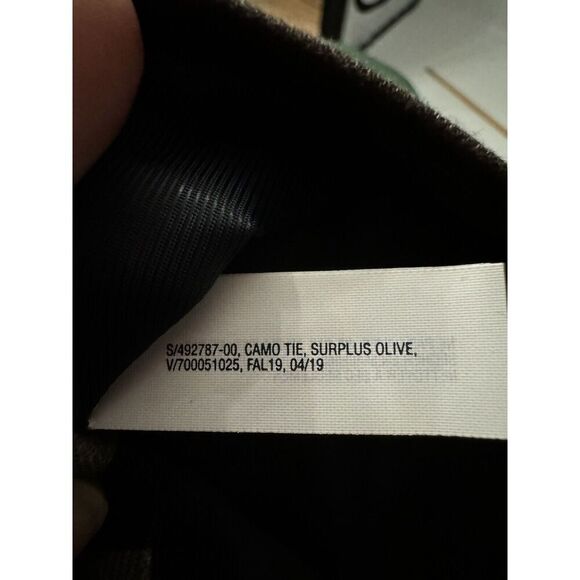 S/492787-00, CAMO TIE, SURPLUS OLIVE,
V/700051025, FAL19, 04/19